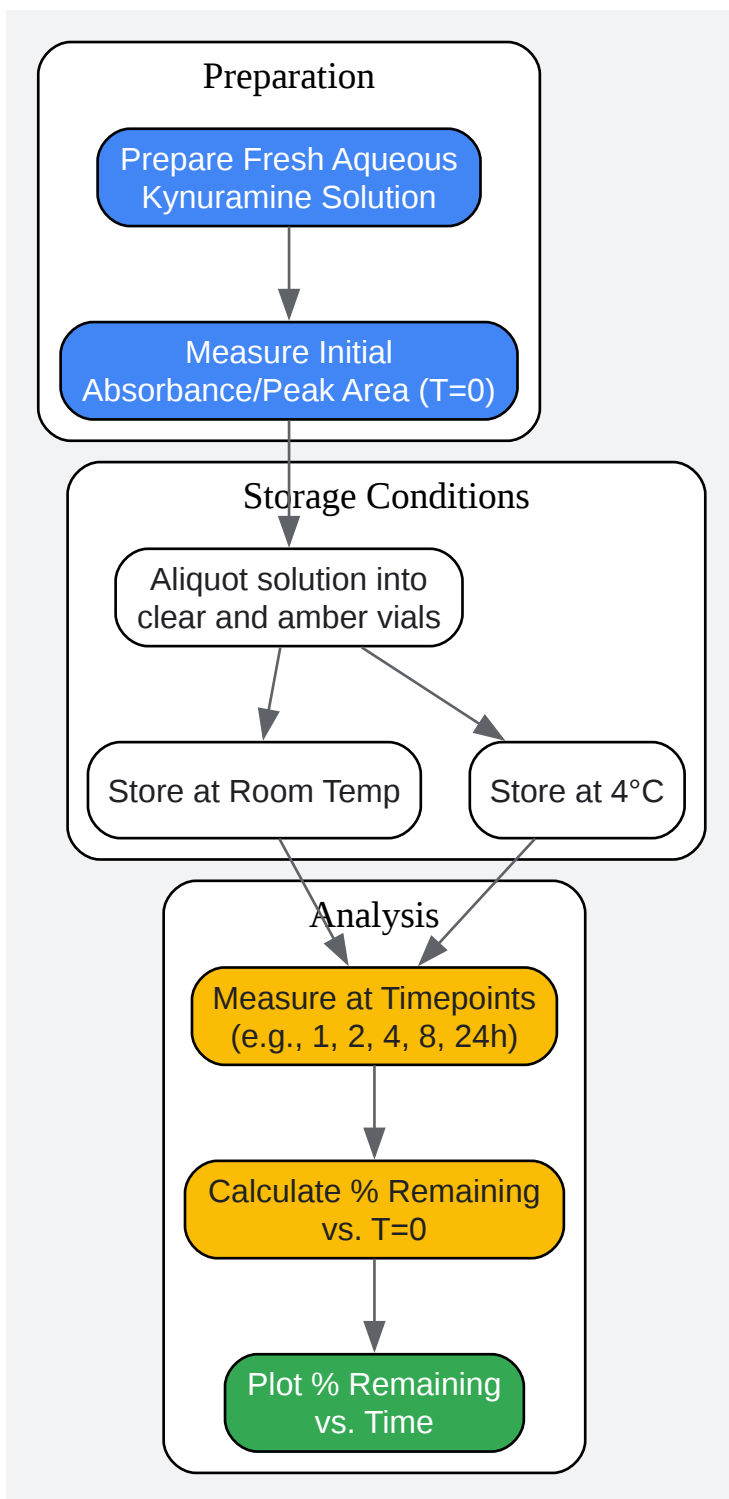 Preparation
Prepare Fresh Aqueous
Kynuramine Solution
Measure Initial
Absorbance/Peak Area (T=0)
Storage Conditions
Aliquot solution into
clear and amber vials
Store at Room Temp
Store at 4°C
Analysis
Measure at Timepoints
(e.g., 1, 2, 4, 8, 24h)
Calculate % Remaining
vs. T=0
Plot % Remaining
vs. Time